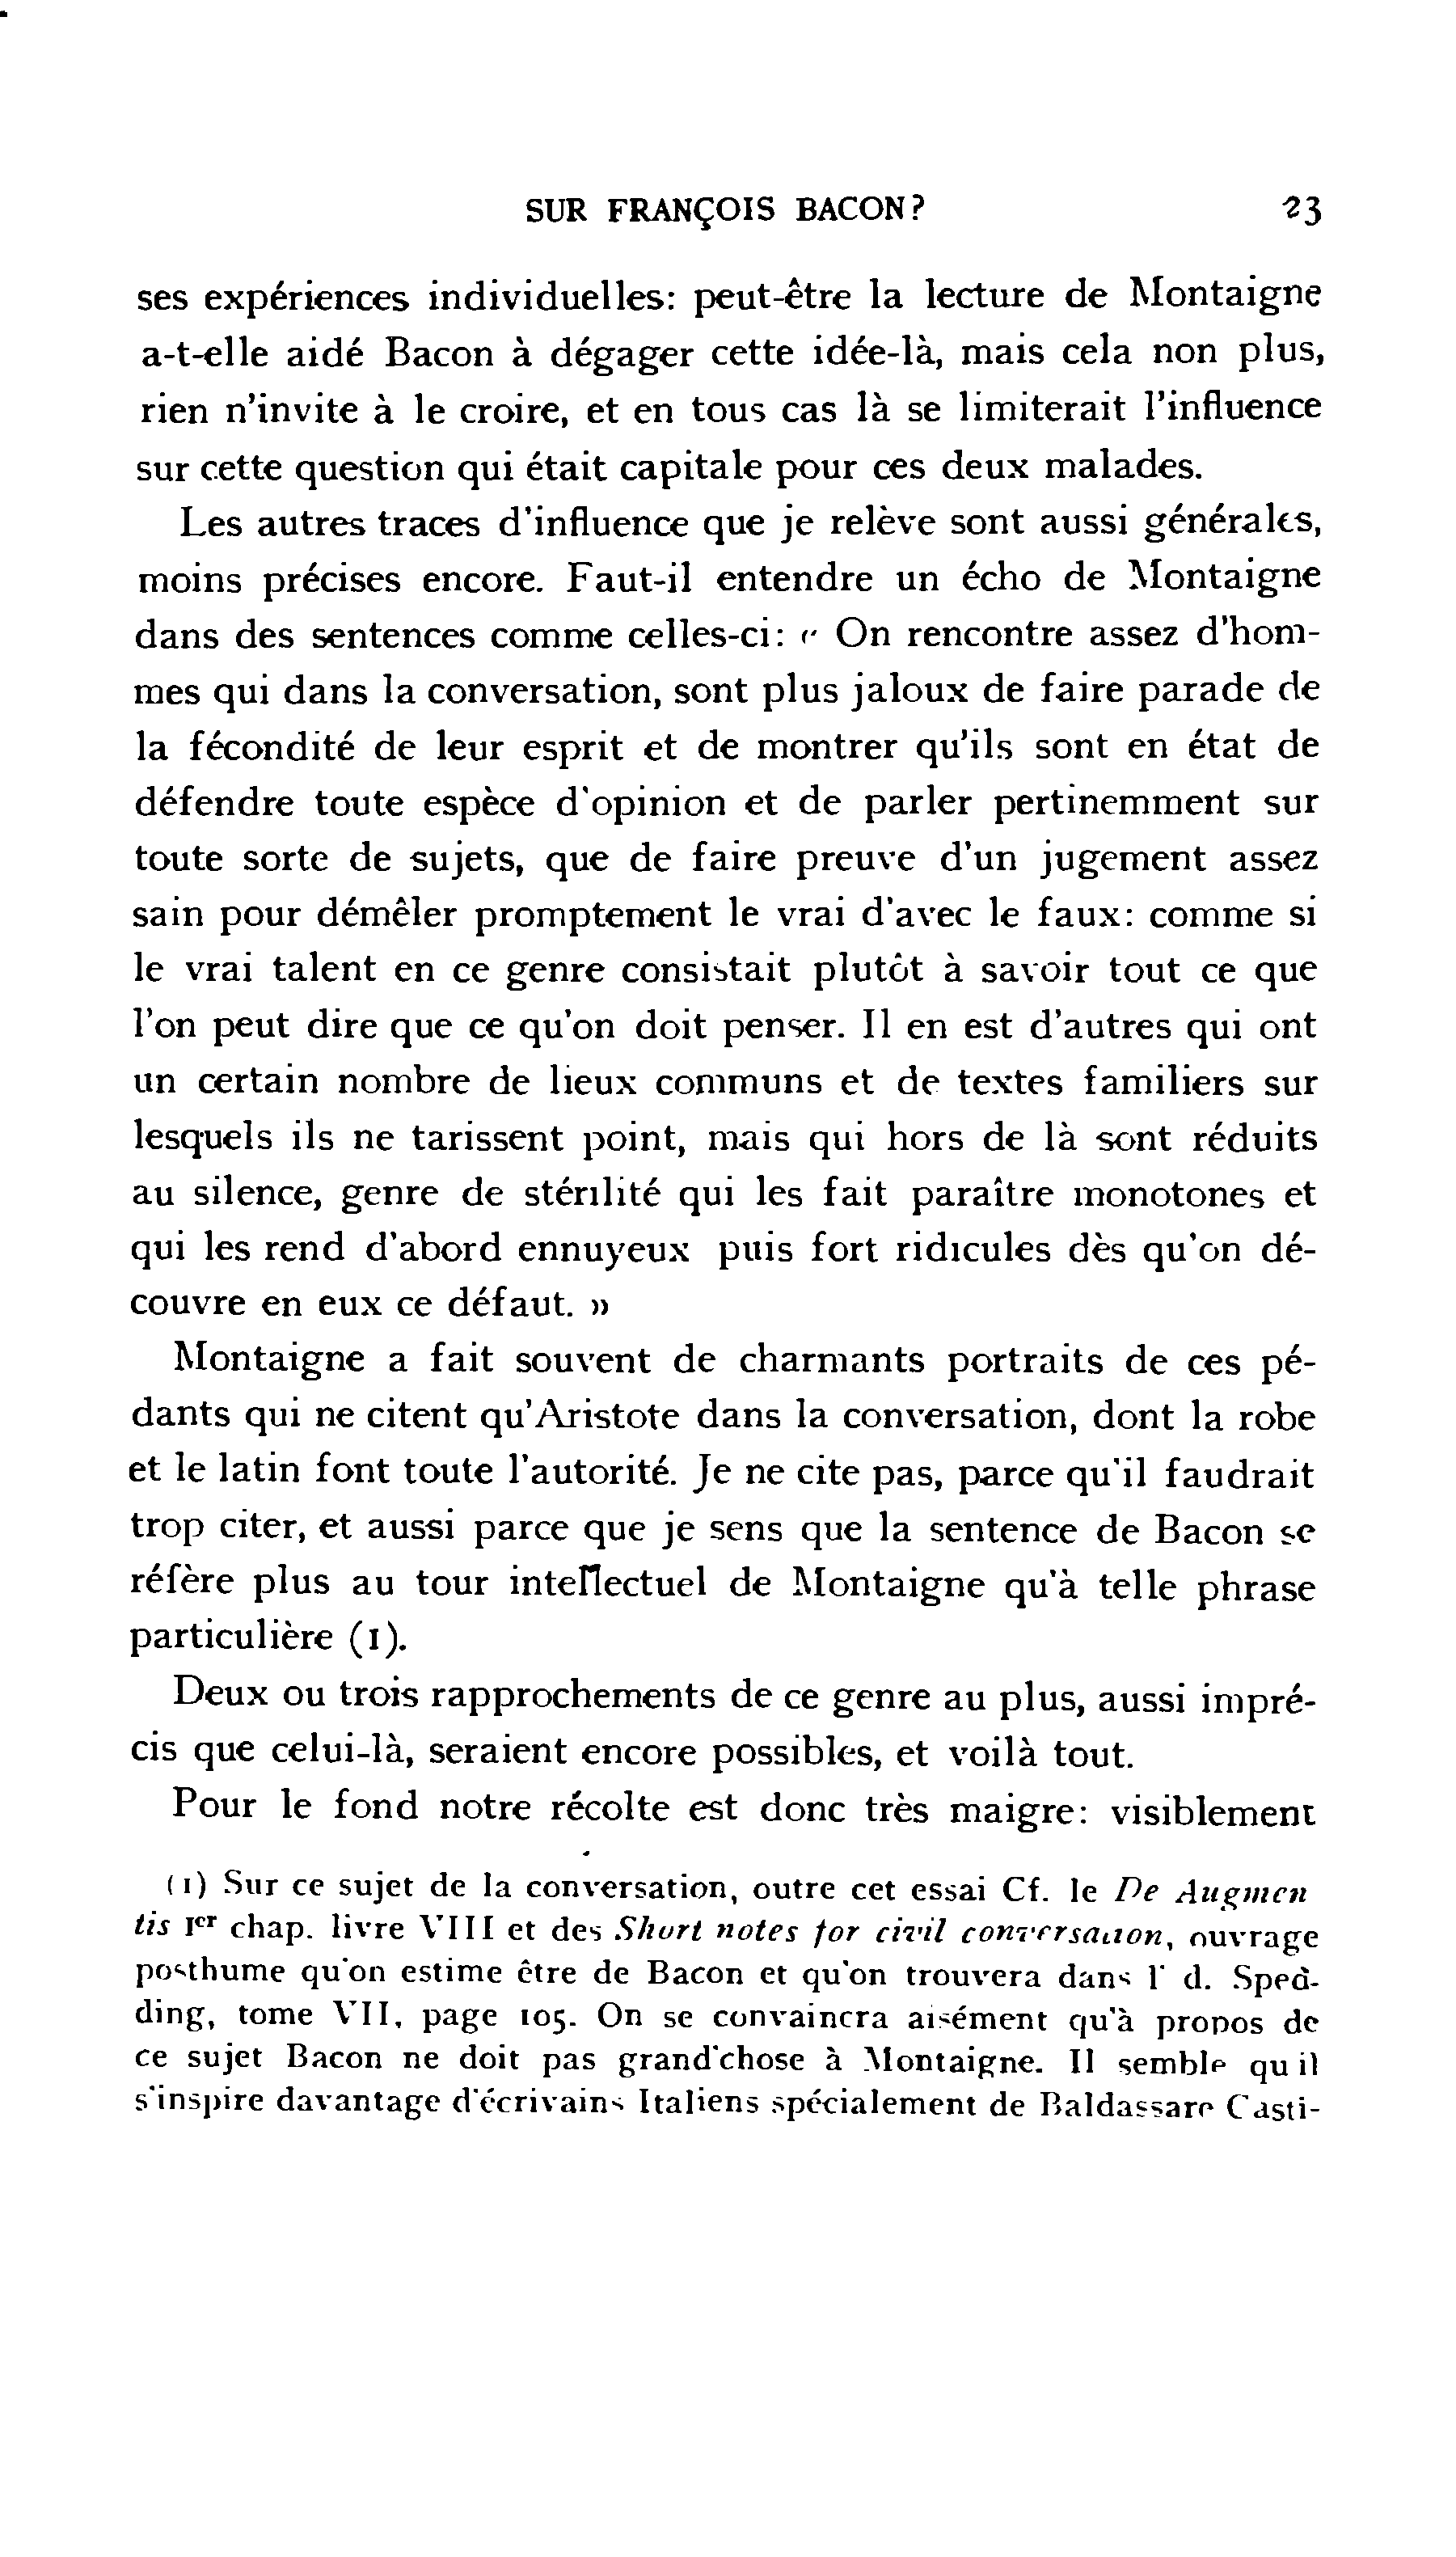 SUR FRANÇOIS BACON? 23
ses expériences individuelles: peut-être la lecture de Montaigne
a-t-elle aidé Bacon à dégager cette idée-là, mais cela non plus,
rien n'invite à le croire, et en tous cas là se limiterait l'influence
sur cette question qui était capitale pour ces deux malades.
Les autres traces d'influence que je relève sont aussi générales,
moins précises encore. Faut-il entendre un écho de Montaigne
dans des sentences comme celles-ci: « On rencontre assez d'hom-
mes qui dans la conversation, sont plus jaloux de faire parade de
la fécondité de leur esprit et de montrer qu'ils sont en état de
défendre toute espèce d'opinion et de parler pertinemment sur
toute sorte de sujets, que de faire preuve d'un jugement assez
sain pour démêler promptement le vrai d'avec le faux: comme si
le vrai talent en ce genre consistait plutôt à savoir tout ce que
l'on peut dire que ce qu'on doit penser. Il en est d'autres qui ont
un certain nombre de lieux communs et de textes familiers sur
lesquels ils ne tarissent point, mais qui hors de là sont réduits
au silence, genre de stérilité qui les fait paraître monotones et
qui les rend d'abord ennuyeux puis fort ridicules dès qu'on dé-
couvre en eux ce défaut. »
Montaigne a fait souvent de charmants portraits de ces pé-
dants qui ne citent qu'Aristote dans la conversation, dont la robe
et le latin font toute l'autorité. Je ne cite pas, parce qu'il faudrait
trop citer, et aussi parce que je sens que la sentence de Bacon se
réfère plus au tour intellectuel de Montaigne qu'à telle phrase
particulière (1).
Deux ou trois rapprochements de ce genre au plus, aussi impré-
cis que celui-là, seraient encore possibles, et voilà tout.
Pour le fond notre récolte est donc très maigre: visiblement
(1) Sur ce sujet de la conversation, outre cet essai Cf. le De Augmen
tis Ier chap. livre VIII et des Short notes for civil conversation, ouvrage
posthume qu'on estime être de Bacon et qu'on trouvera dans l' d. Sped-
ding, tome VII, page 105. On se convaincra aisément qu'à propos de
ce sujet Bacon ne doit pas grand'chose à Montaigne. Il semble qu'il
s'inspire davantage d'écrivains Italiens spécialement de Baldassare Casti-